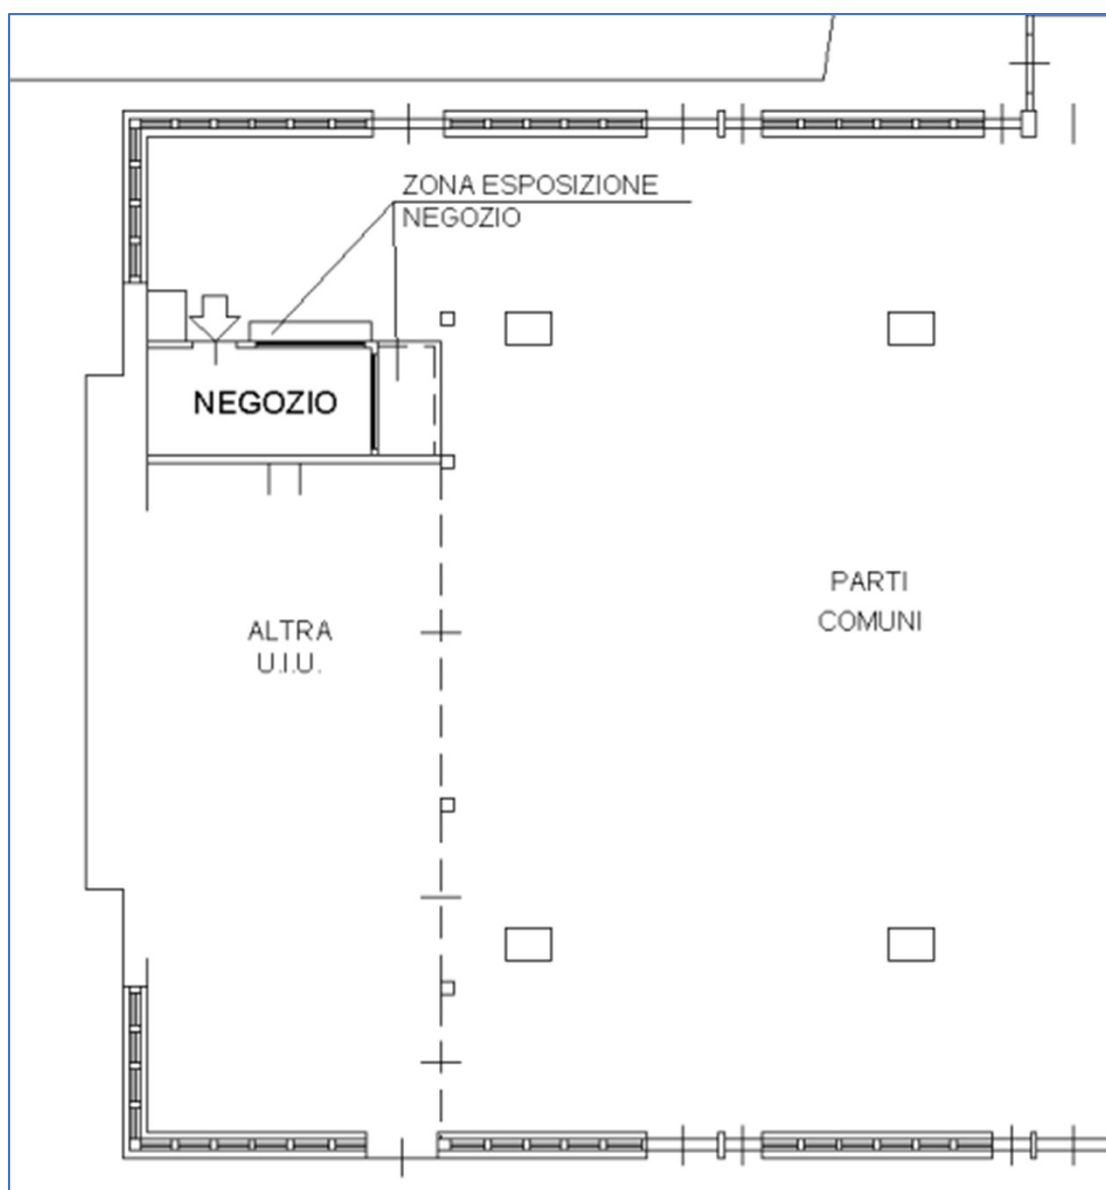 ZONA ESPOSIZIONE
NEGOZIO
NEGOZIO
PARTI
COMUNI
ALTRA
U.I.U.